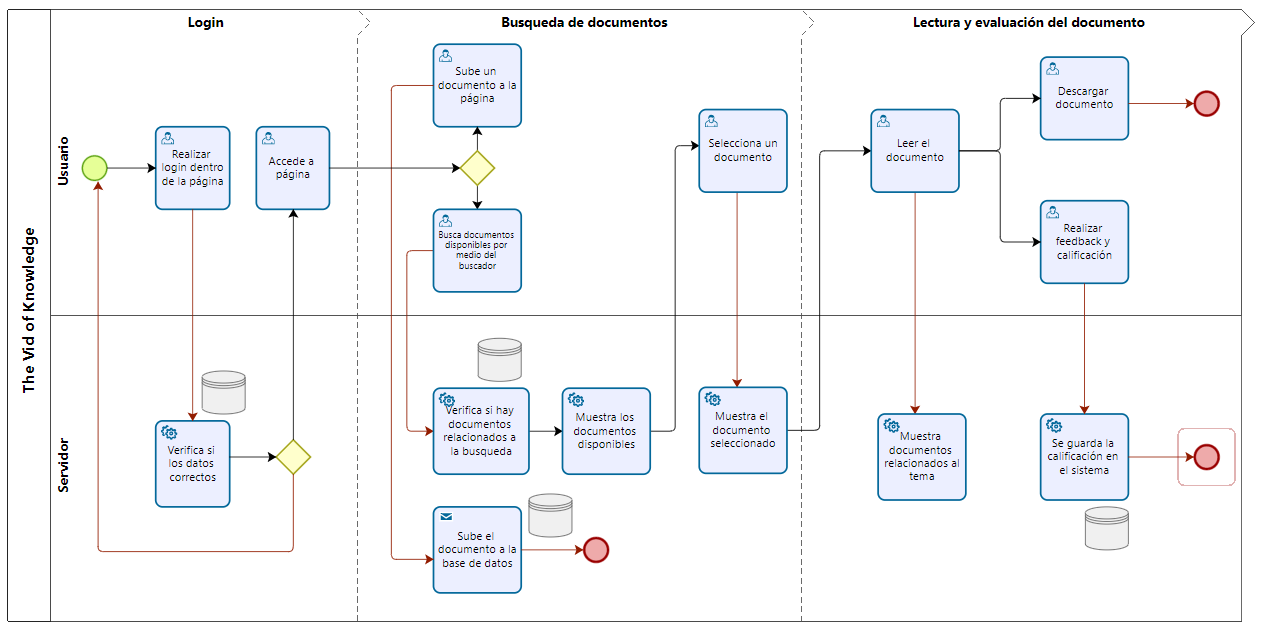 Login
Busqueda de documentos
Lectura y evaluación del documento
The Vid of Knowledge
Usuario
Servidor
Realizar
login dentro
de la página
Accede a
página
Sube un
documento a la
página
Busca documentos
disponibles por
medio del
buscador
Selecciona un
documento
Leer el
documento
Descargar
documento
Realizar
feedback y
calificación
Verifica si
los datos
correctos
Verifica si hay
documentos
relacionados a
la busqueda
Muestra los
documentos
disponibles
Muestra el
documento
seleccionado
Sube el
documento a la
base de datos
Muestra
documentos
relacionados al
tema
Se guarda la
calificación en
el sistema